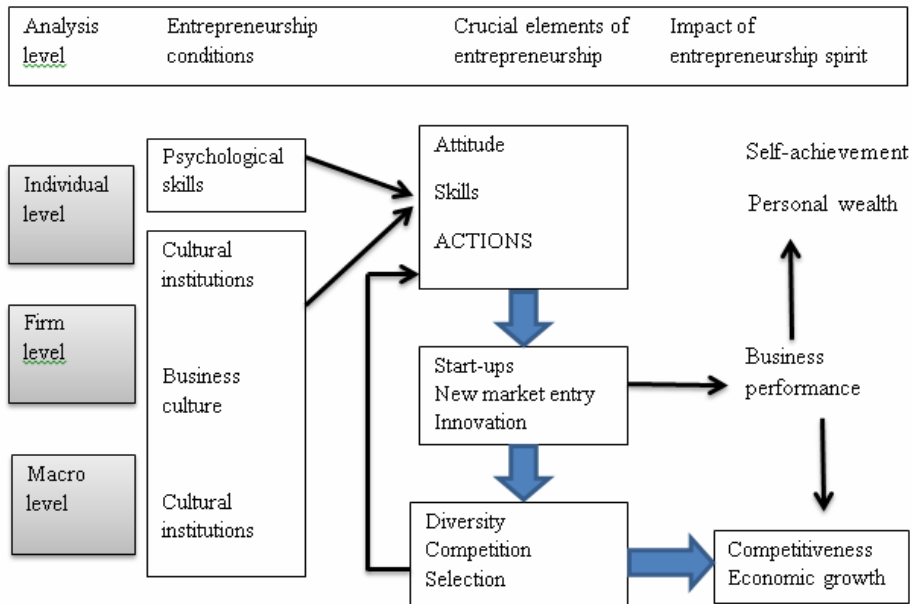 Analysis
level
Entrepreneurship
conditions
Crucial elements of
entrepreneurship
Impact of
entrepreneurship spirit
Individual
level
Psychological
skills
Cultural
institutions
Attitude
Skills
ACTIONS
Self-achievement
Personal wealth
Firm
level
Business
culture
Start-ups
New market entry
Innovation
Business
performance
Macro
level
Cultural
institutions
Diversity
Competition
Selection
Competitiveness
Economic growth